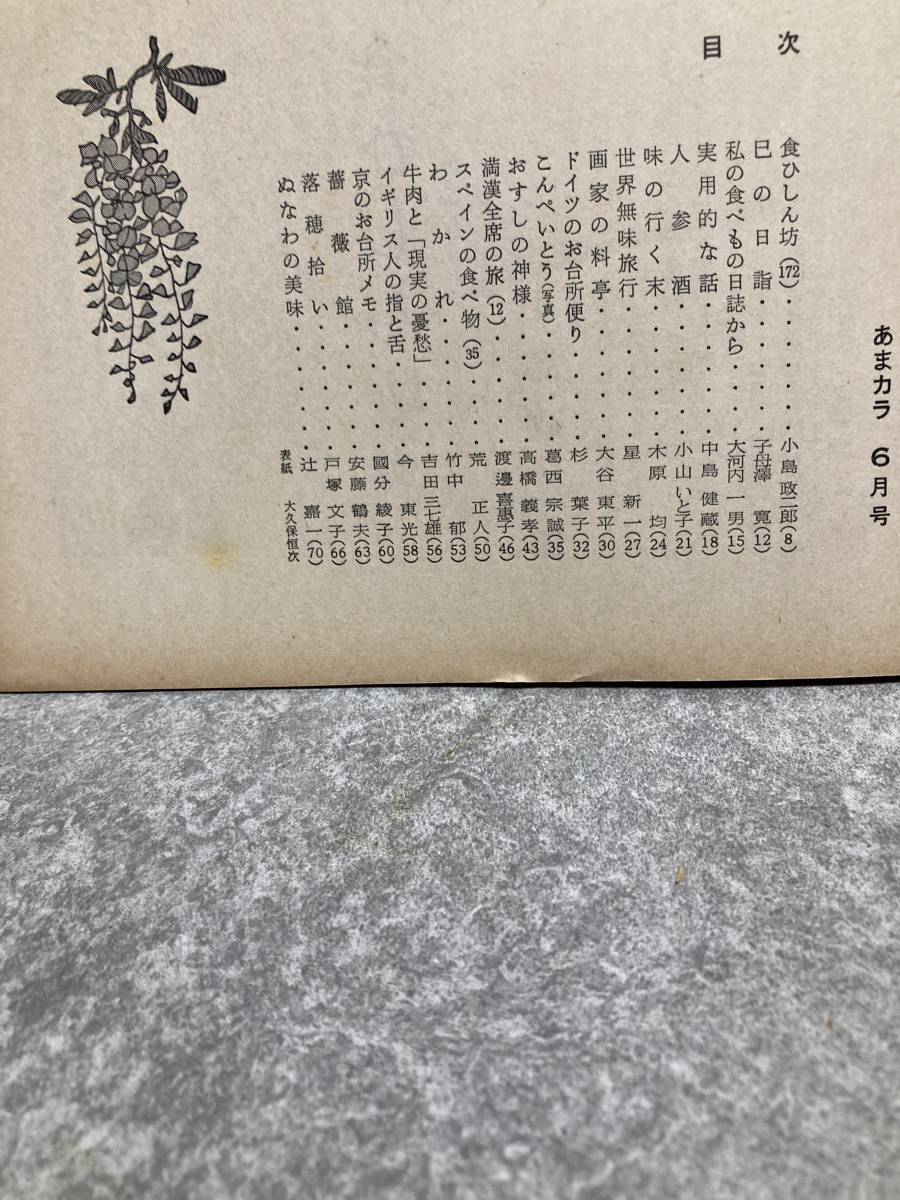 あまカラ 6月号
目次
食ひしん坊(172)・・・・・・小島政二郎(8)
巳の日詣・・・・・・子母澤 寛(12)
私の食べもの日誌から・・・・大河内一男(15)
実用的な話・・・・・・中島 健蔵(18)
人参酒・・・・・・小山いと子(21)
味の行く末・・・・・・木原 均(24)
世界無味旅行・・・・・・星 新一(27)
画家の料亭・・・・・・大谷 東平(30)
ドイツのお台所便り・・・・杉 葉子(32)
こんぺいとう(写真)・・・・・葛西 宗誠(35)
おすしの神様・・・・・・髙橋 義孝(43)
満漢全席の旅(12)・・・・・渡邊喜惠子(46)
スペインの食べ物(35)・・・・荒 正人(50)
わかれ・・・・・・竹中 郁(53)
牛肉と「現実の憂愁」・・・・吉田三七雄(56)
イギリス人の指と舌・・・・今 東光(58)
京のお台所メモ・・・・・國分 綾子(60)
薔薇館・・・・・・安藤 鶴夫(63)
落穂拾い・・・・・・戸塚 文子(66)
ぬなわの美味・・・・・・辻 嘉一(70)
表紙 大久保恒次